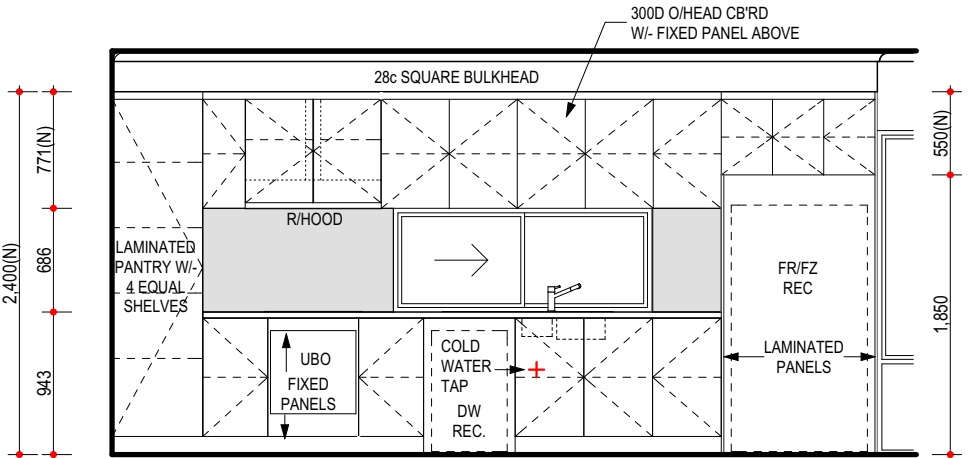 300D O/HEAD CB'RD
W/- FIXED PANEL ABOVE
28c SQUARE BULKHEAD
771(N)
550(N)
R/HOOD
LAMINATED
PANTRY W/-
4 EQUAL
SHELVES
2,400(N)
686
FR/FZ
REC
1,850
LAMINATED
PANELS
UBO
FIXED
PANELS
COLD
WATER
TAP
DW
REC.
943